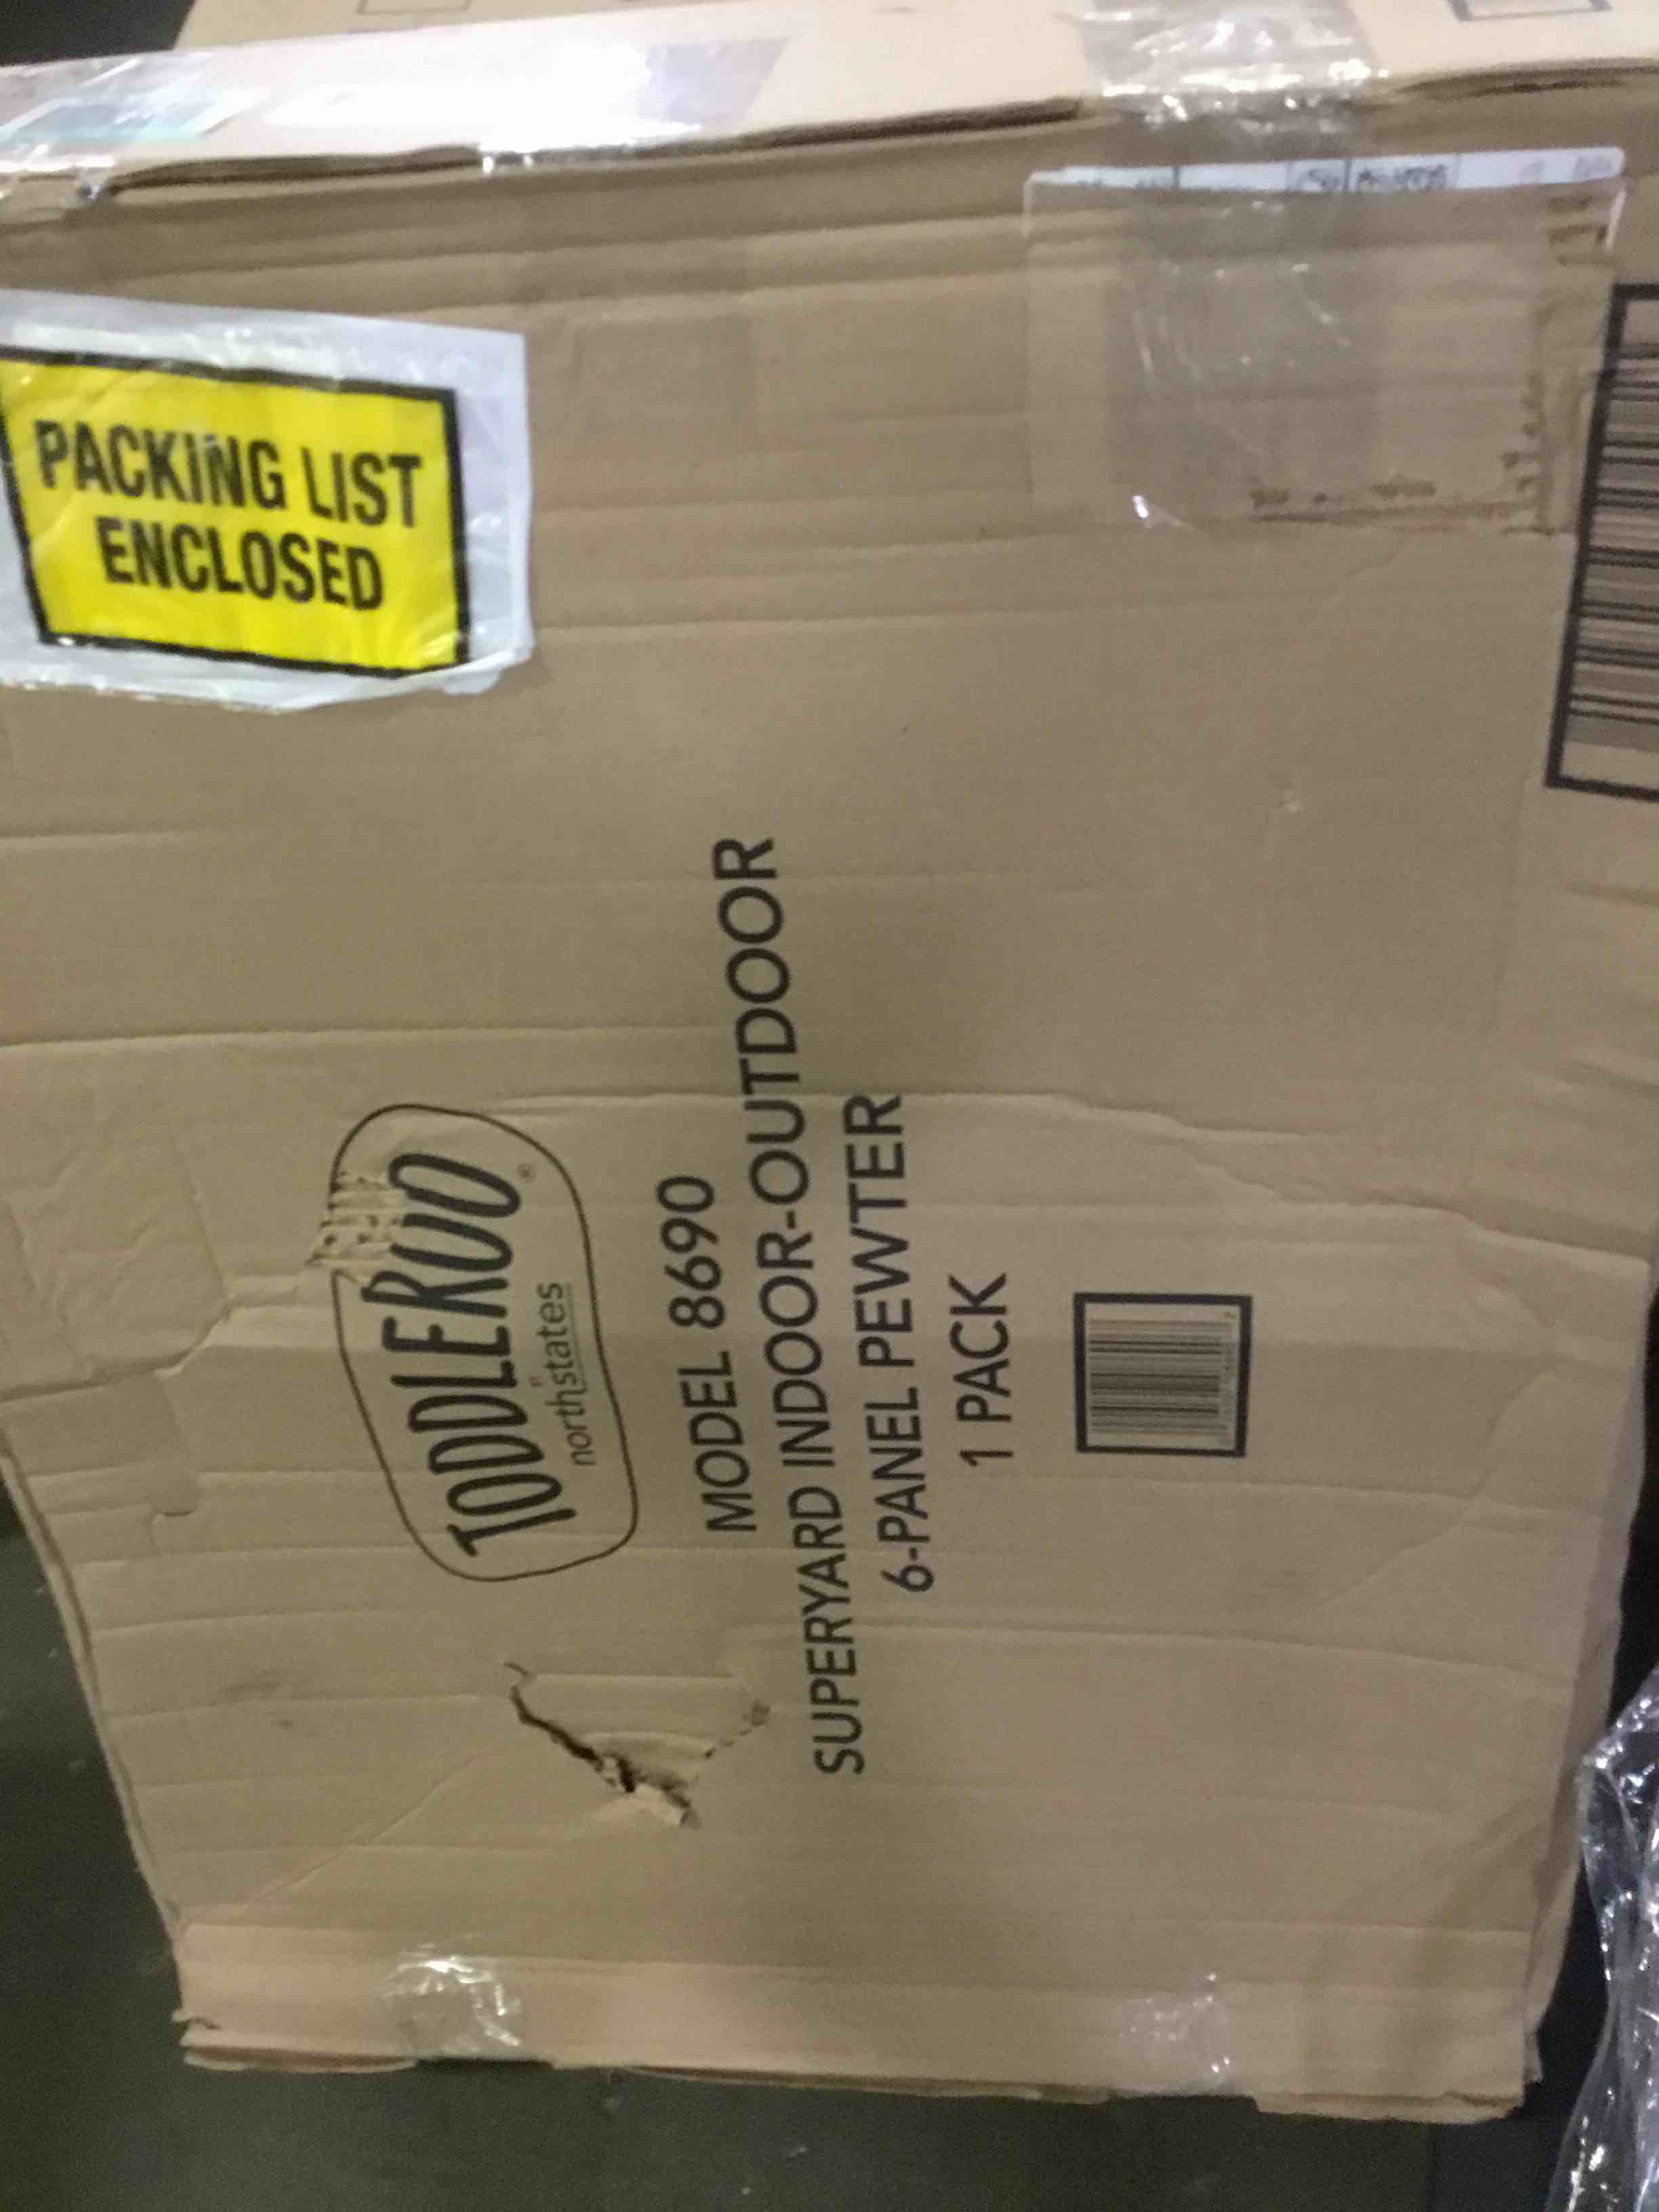 PACKING LIST
ENCLOSED
TODDLEROO
®
by
northstates
MODEL 8690
SUPERYARD INDOOR-OUTDOOR
6-PANEL PEWTER
1 PACK